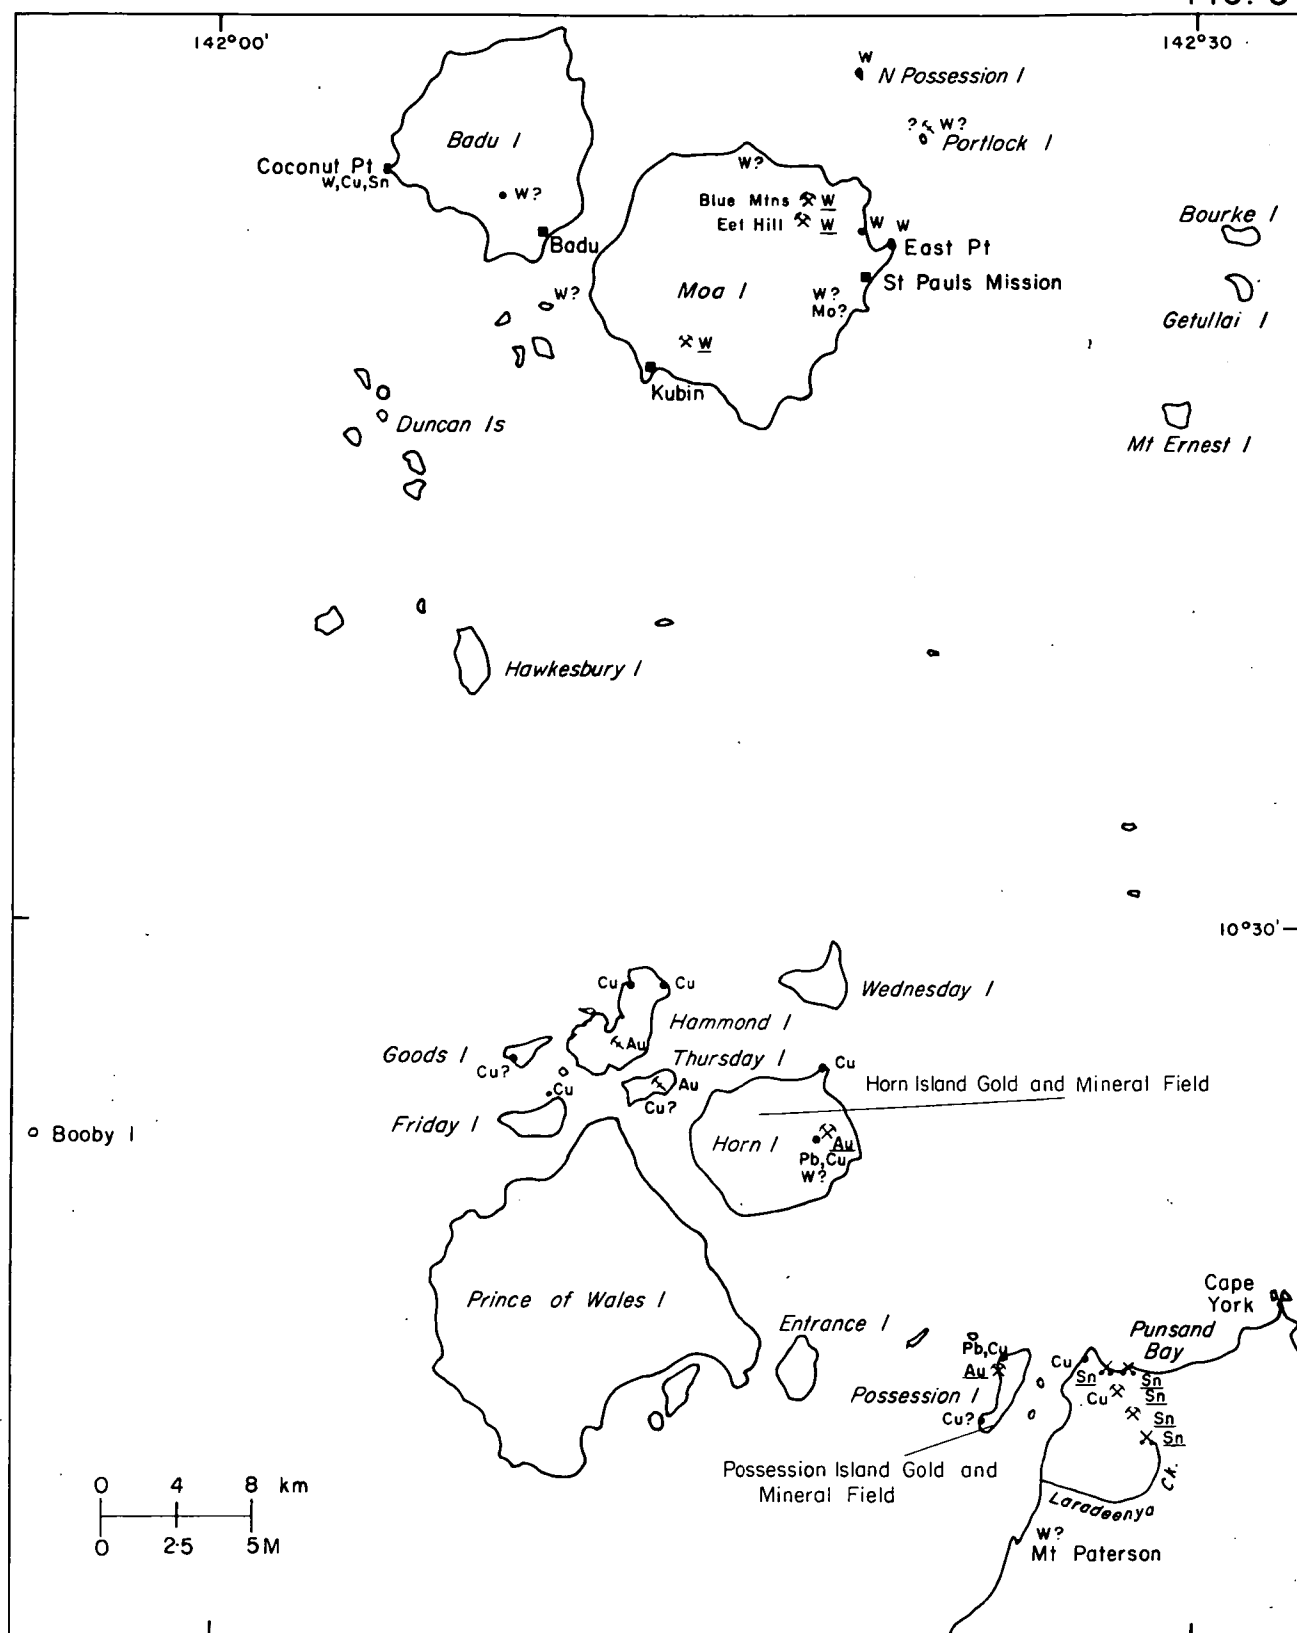 142°00'
142°30'
W
N Possession I
? W?
Portlock I
Badu I
Coconut Pt
W,Cu,Sn
W?
Badu
W?
Blue Mtns W
Eet Hill W
W
W
East Pt
St Pauls Mission
Moa I
W?
Mo?
W
Kubin
W?
Bourke I
Getullai I
Mt Ernest I
Duncan Is
Hawkesbury I
10°30'
Wednesday I
Cu
Cu
Hammond I
Au
Goods I
Cu?
Thursday I
Au
Cu?
Cu
Friday I
Booby I
Cu
Horn Island Gold and Mineral Field
Horn I
Au
Pb,Cu
W?
Prince of Wales I
Entrance I
Cape
York
Punsand
Bay
Pb,Cu
Au
Possession I
Cu?
Cu
Sn
Sn
Sn
Cu
Sn
Sn
Possession Island Gold and
Mineral Field
Laradeenya Ck.
W?
Mt Paterson
0 4 8 km
0 2·5 5M